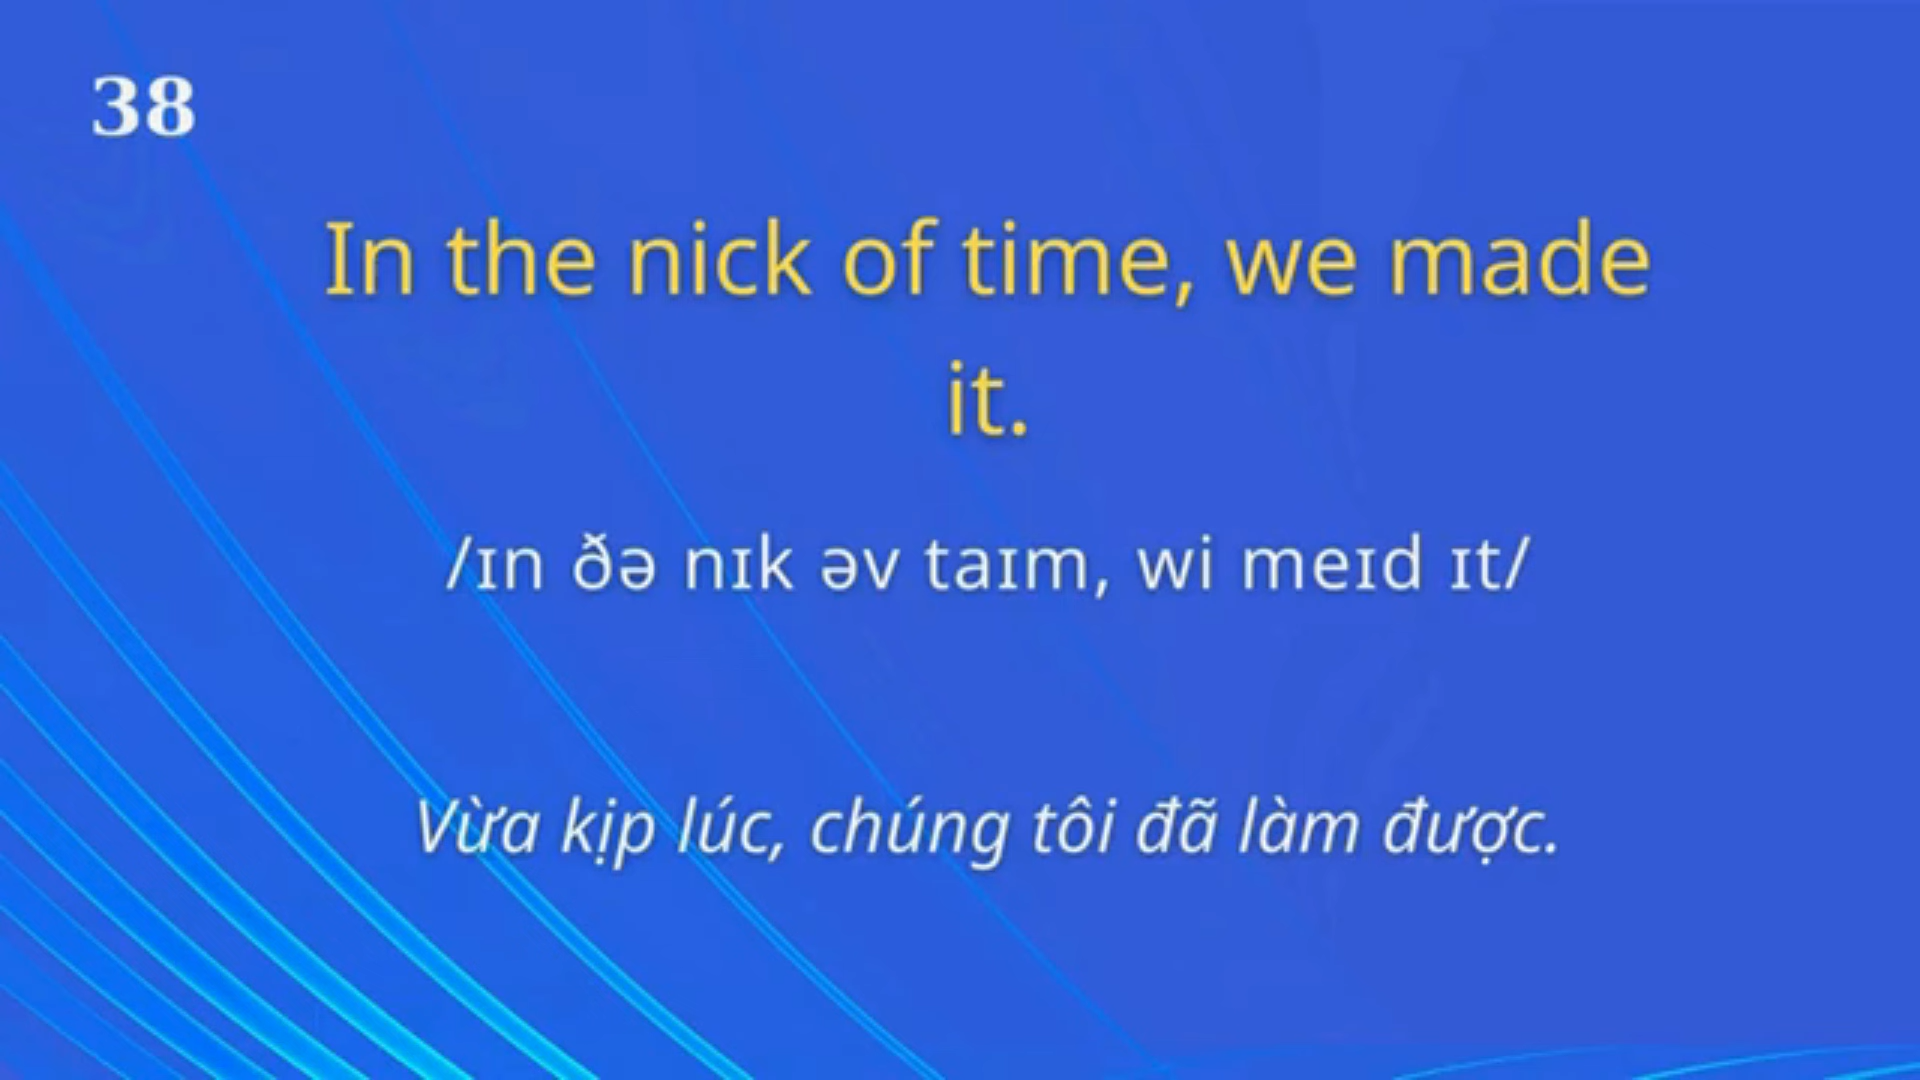 38
In the nick of time, we made
it.
/ɪn ðə nɪk əv taɪm, wi meɪd ɪt/
Vừa kịp lúc, chúng tôi đã làm được.